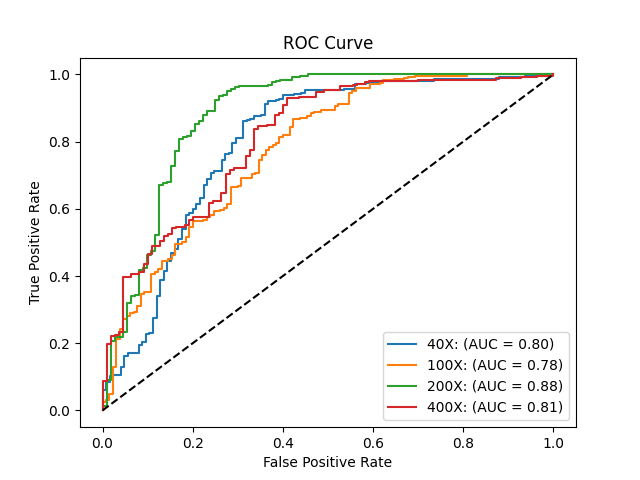 ROC Curve
True Positive Rate
1.0
0.8
0.6
0.4
0.2
0.0
40X: (AUC = 0.80)
100X: (AUC = 0.78)
200X: (AUC = 0.88)
400X: (AUC = 0.81)
0.0 0.2 0.4 0.6 0.8 1.0
False Positive Rate